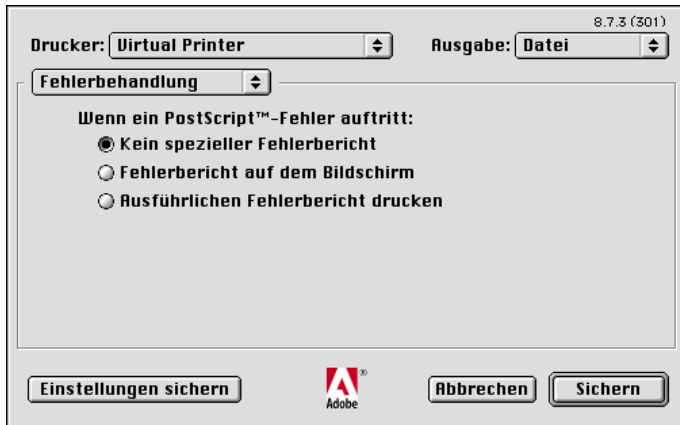 8.7.3 (301)
Drucker: Virtual Printer Ausgabe: Datei
Fehlerbehandlung
Wenn ein PostScript™-Fehler auftritt:
Kein spezieller Fehlerbericht
Fehlerbericht auf dem Bildschirm
Ausführlichen Fehlerbericht drucken
Einstellungen sichern Adobe® Abbrechen Sichern